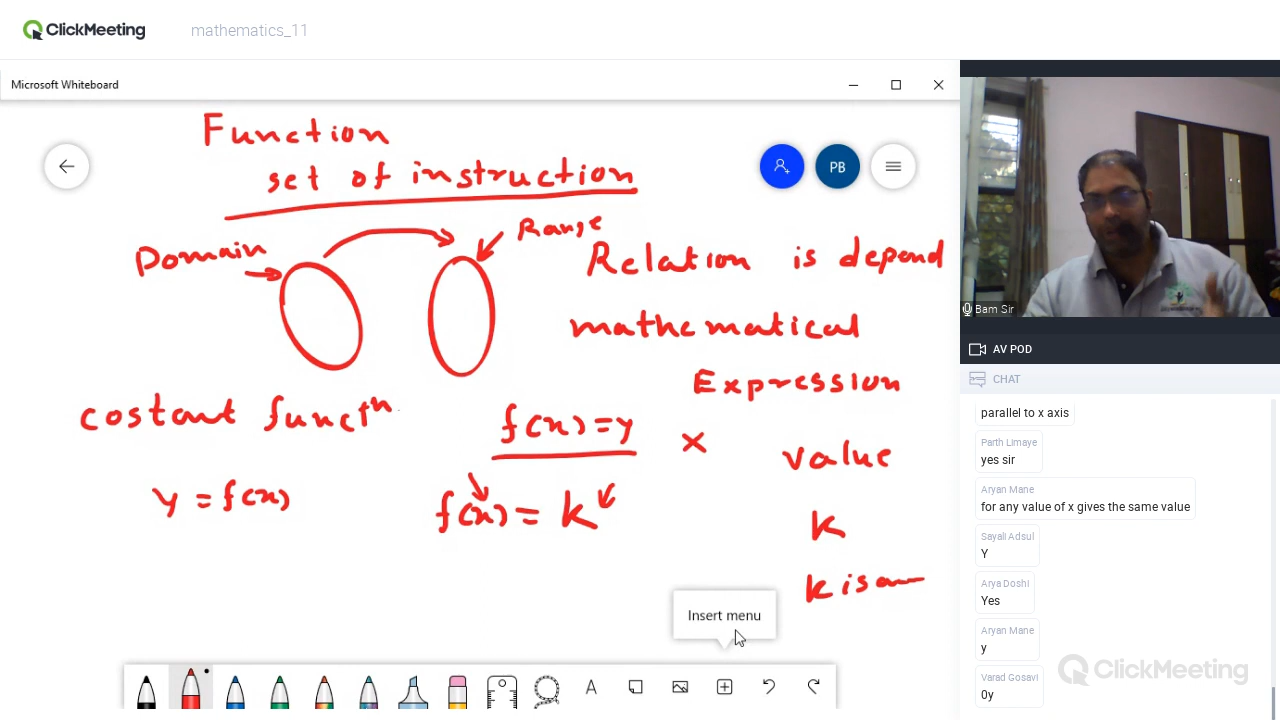 ClickMeeting
mathematics_11
Microsoft Whiteboard
Function
set of instruction
PB
Domain
Range
Relation is depend
mathematical
Expression
costant functn
f(x)=y
x
value
y = f(x)
f(x) = k
k
k is a
Insert menu
A
Bam Sir
AV POD
CHAT
parallel to x axis
Parth Limaye
yes sir
Aryan Mane
for any value of x gives the same value
Sayali Adsul
Y
Arya Doshi
Yes
Aryan Mane
y
Varad Gosavi
0y
ClickMeeting